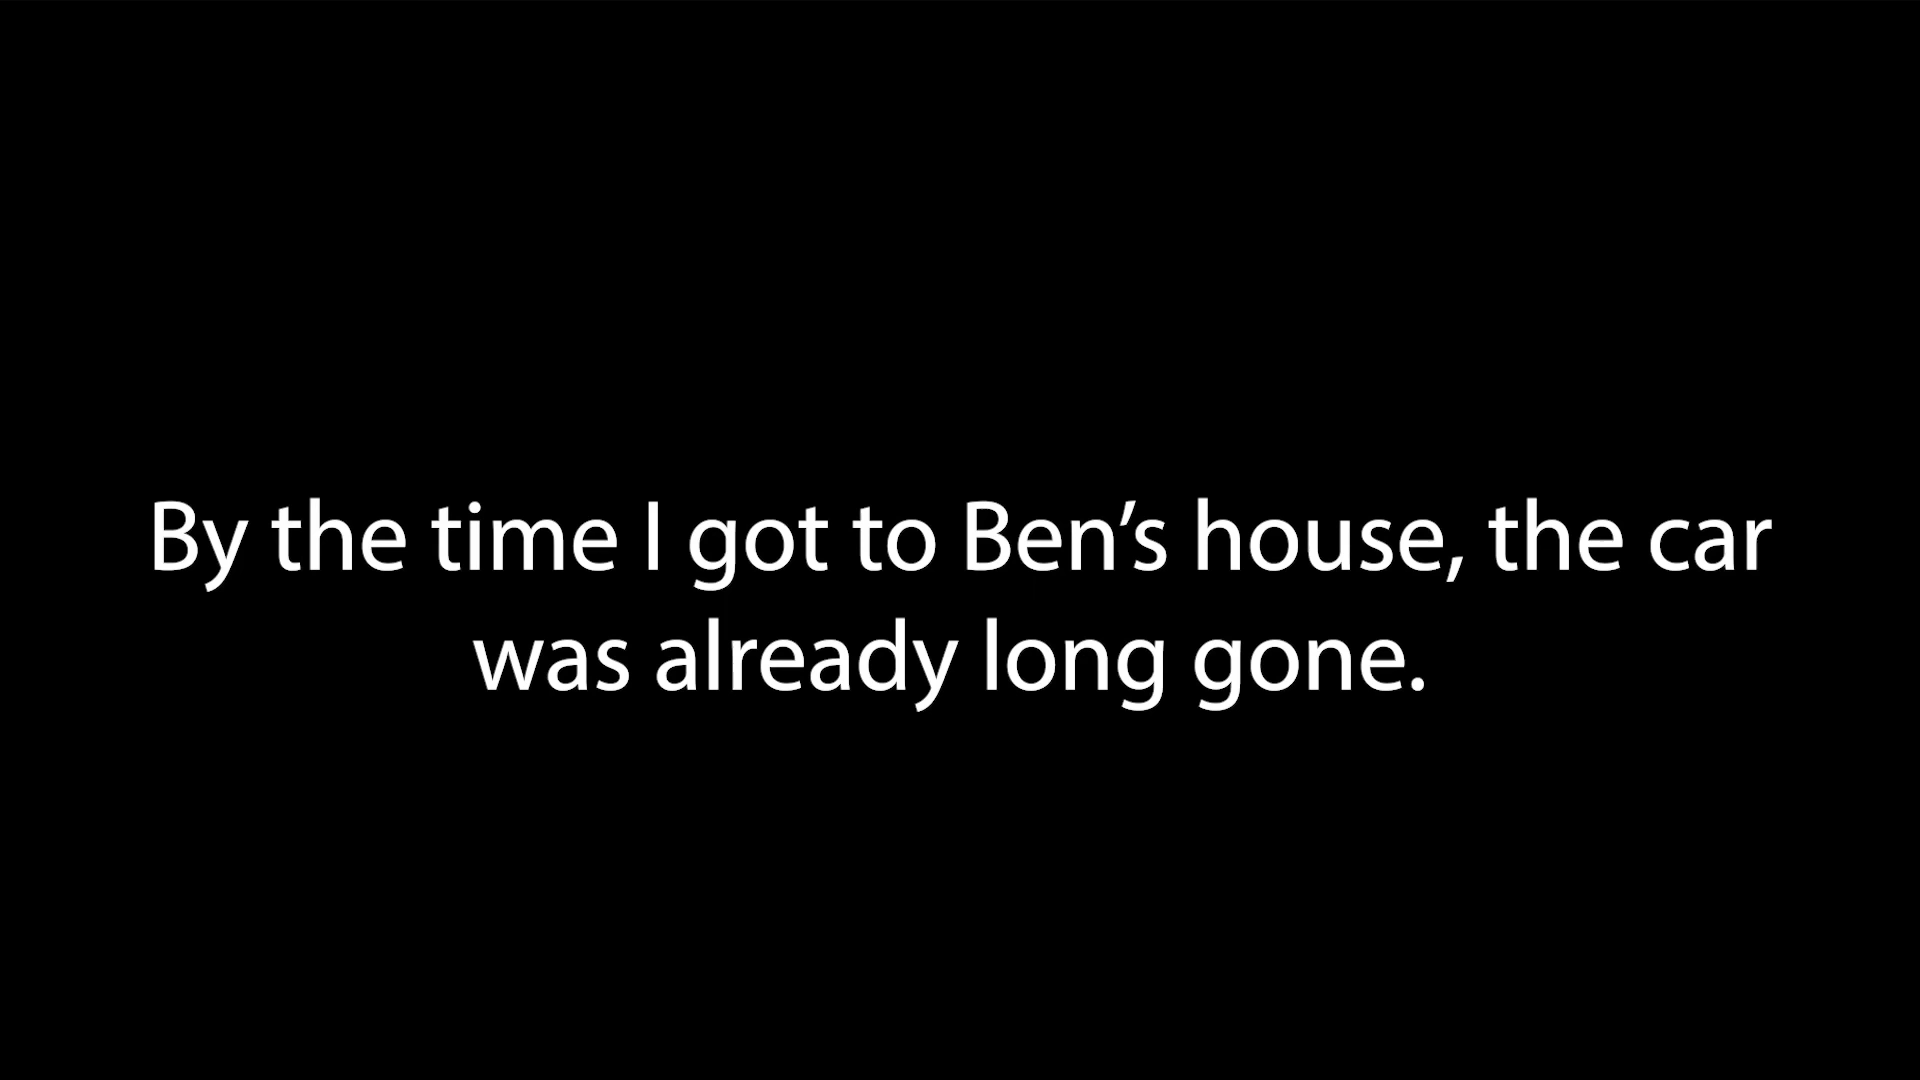 By the time I got to Ben’s house, the car
was already long gone.